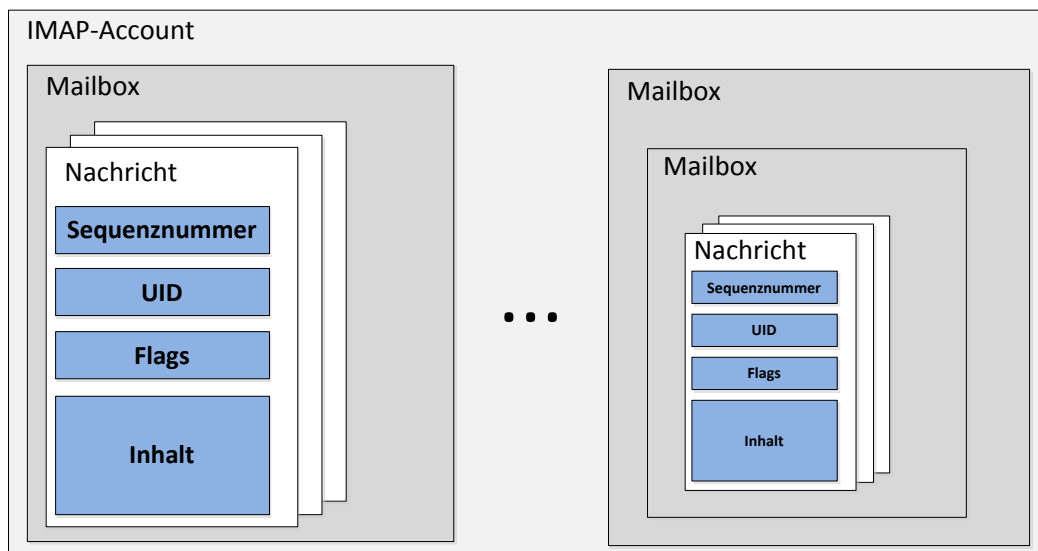 IMAP-Account
Mailbox
Nachricht
Sequenznummer
UID
Flags
Inhalt
...
Mailbox
Mailbox
Nachricht
Sequenznummer
UID
Flags
Inhalt